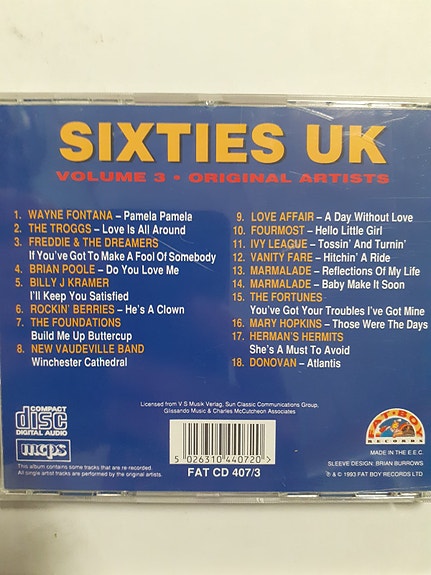 SIXTIES UK
VOLUME 3 • ORIGINAL ARTISTS
1. WAYNE FONTANA – Pamela Pamela
2. THE TROGGS – Love Is All Around
3. FREDDIE & THE DREAMERS
If You've Got To Make A Fool Of Somebody
4. BRIAN POOLE – Do You Love Me
5. BILLY J KRAMER
I'll Keep You Satisfied
6. ROCKIN' BERRIES – He's A Clown
7. THE FOUNDATIONS
Build Me Up Buttercup
8. NEW VAUDEVILLE BAND
Winchester Cathedral
9. LOVE AFFAIR – A Day Without Love
10. FOURMOST – Hello Little Girl
11. IVY LEAGUE – Tossin' And Turnin'
12. VANITY FARE – Hitchin' A Ride
13. MARMALADE – Reflections Of My Life
14. MARMALADE – Baby Make It Soon
15. THE FORTUNES
You've Got Your Troubles I've Got Mine
16. MARY HOPKINS – Those Were The Days
17. HERMAN'S HERMITS
She's A Must To Avoid
18. DONOVAN – Atlantis
Licensed from V S Musik Verlag, Sun Classic Communications Group,
Glissando Music & Charles McCutcheon Associates
COMPACT
disc
DIGITAL AUDIO
mcps
This album contains some tracks that are re-recorded.
All single artist tracks are performed by the original artists.
5 026310 440720 >
FAT CD 407/3
FAT BOY
RECORDS
MADE IN THE E.E.C.
SLEEVE DESIGN: BRIAN BURROWS
℗ & © 1993 FAT BOY RECORDS LTD